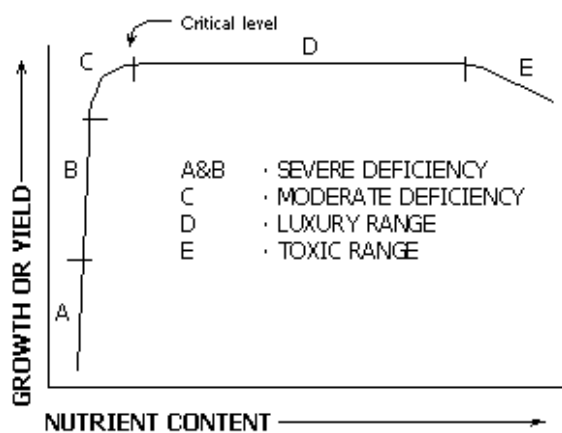 Critical level
C
D
E
B
A&B · SEVERE DEFICIENCY
C · MODERATE DEFICIENCY
D · LUXURY RANGE
E · TOXIC RANGE
A
GROWTH OR YIELD
NUTRIENT CONTENT